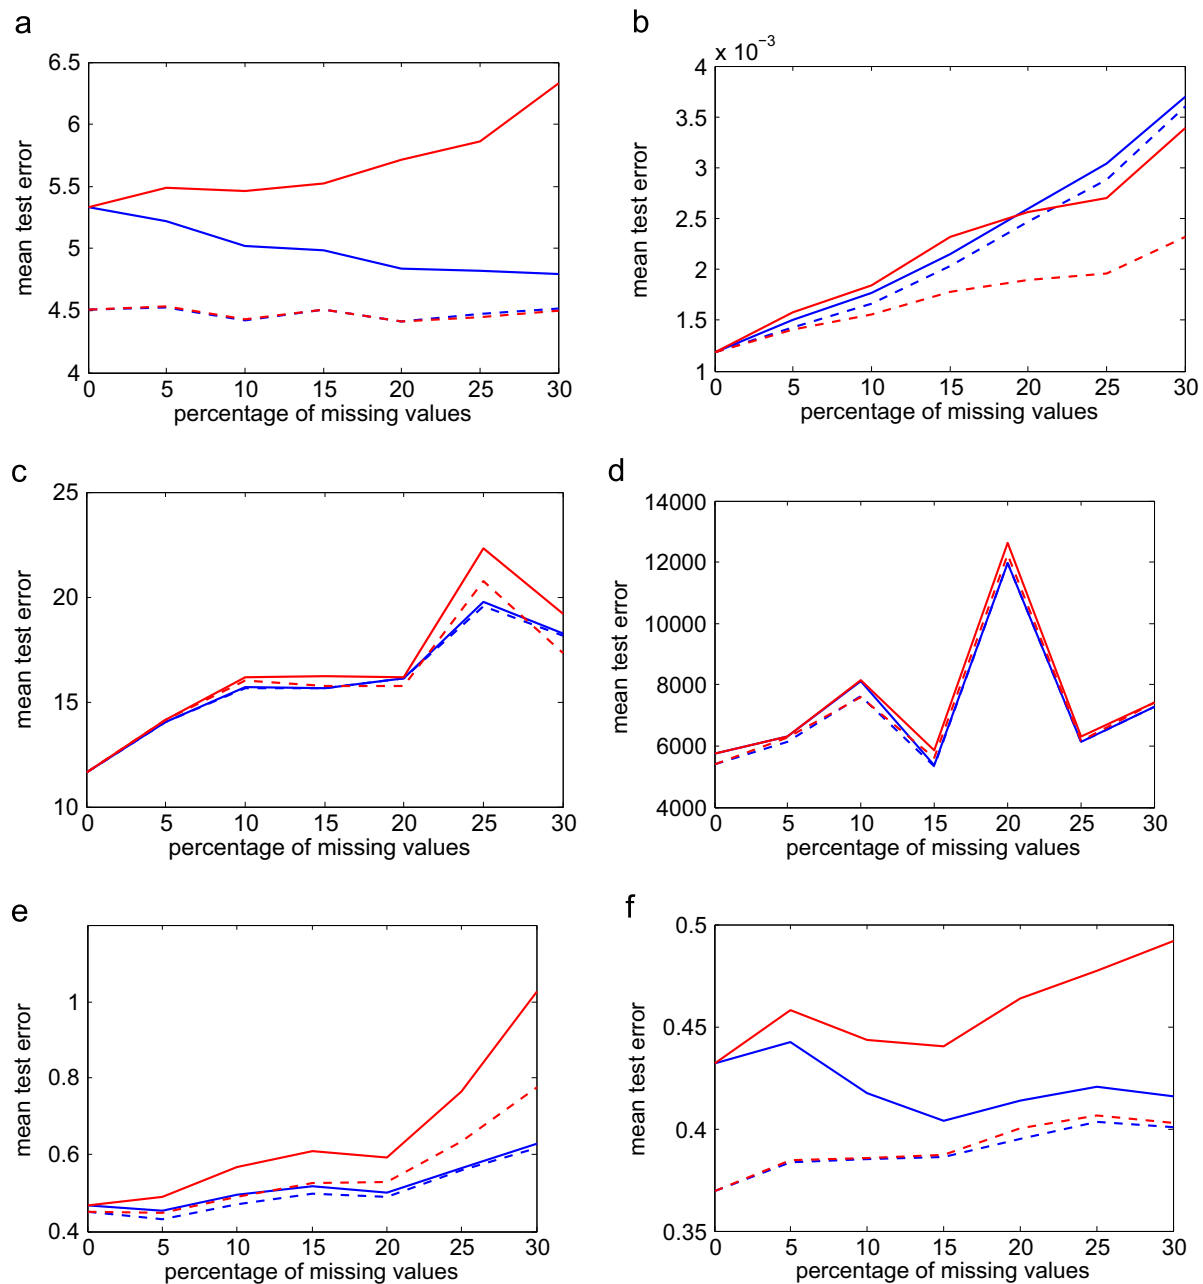 a
6.5
6
5.5
5
4.5
4
mean test error
0 5 10 15 20 25 30
percentage of missing values
b
x 10⁻³
4
3.5
3
2.5
2
1.5
1
mean test error
0 5 10 15 20 25 30
percentage of missing values
c
25
20
15
10
mean test error
0 5 10 15 20 25 30
percentage of missing values
d
14000
12000
10000
8000
6000
4000
mean test error
0 5 10 15 20 25 30
percentage of missing values
e
1
0.8
0.6
0.4
mean test error
0 5 10 15 20 25 30
percentage of missing values
f
0.5
0.45
0.4
0.35
mean test error
0 5 10 15 20 25 30
percentage of missing values